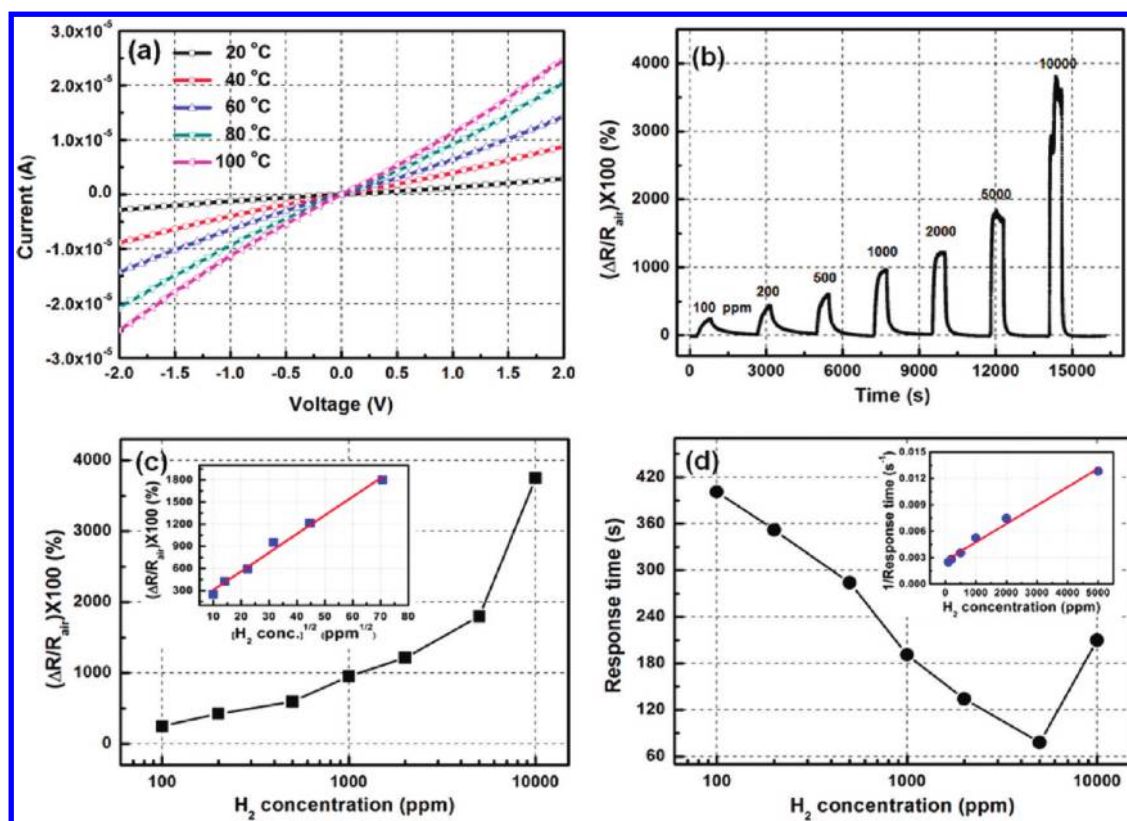 (a)
20 °C
40 °C
60 °C
80 °C
100 °C
3.0x10⁻⁵
2.0x10⁻⁵
1.0x10⁻⁵
0.0
-1.0x10⁻⁵
-2.0x10⁻⁵
-3.0x10⁻⁵
Current (A)
-2.0 -1.5 -1.0 -0.5 0.0 0.5 1.0 1.5 2.0
Voltage (V)
(b)
4000
3000
2000
1000
0
(ΔR/R_air)X100 (%)
100 ppm
200
500
1000
2000
5000
10000
0 3000 6000 9000 12000 15000
Time (s)
(c)
4000
3000
2000
1000
0
(ΔR/R_air)X100 (%)
1800
1500
1200
900
600
300
(ΔR/R_air)X100 (%)
10 20 30 40 50 60 70 80
[H₂ conc.]^1/2 (ppm^1/2)
100 1000 10000
H₂ concentration (ppm)
(d)
420
360
300
240
180
120
60
Response time (s)
0.015
0.012
0.009
0.006
0.003
0.000
1/Response time (s⁻¹)
0 1000 2000 3000 4000 5000
H₂ concentration (ppm)
100 1000 10000
H₂ concentration (ppm)